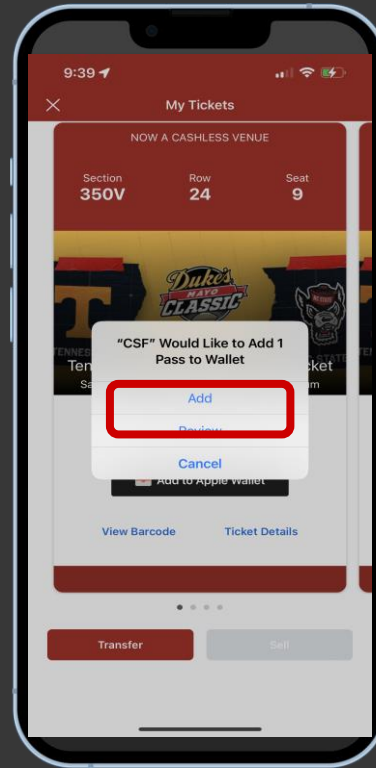 9:39
My Tickets
NOW A CASHLESS VENUE
Section Row Seat
350V 24 9
Duke's
MAYO
CLASSIC
T
"CSF" Would Like to Add 1
Pass to Wallet
Add
Review
Cancel
Add to Apple Wallet
View Barcode Ticket Details
Transfer Sell